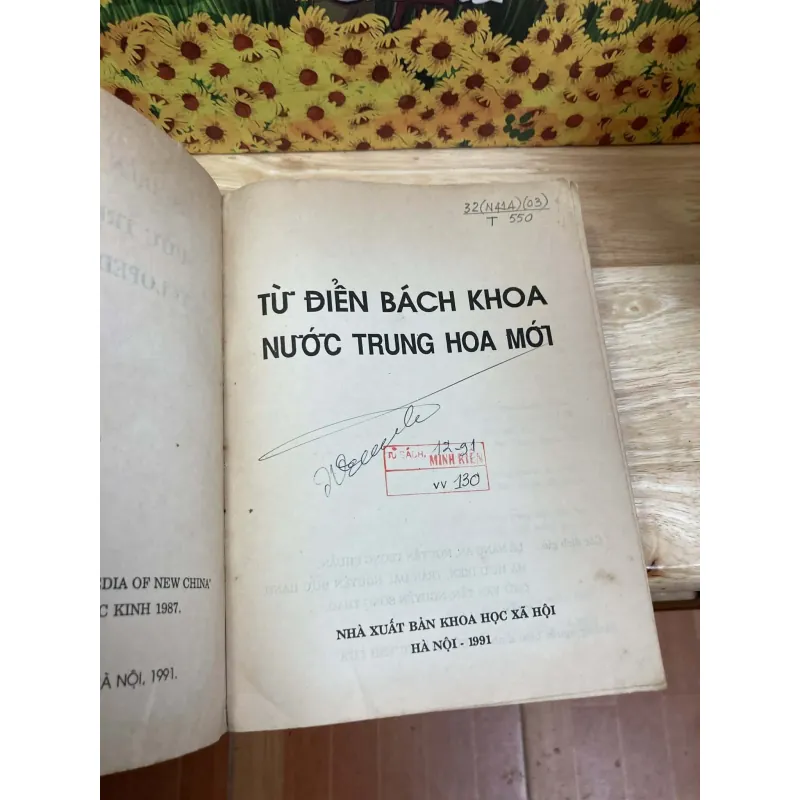 EDIA OF NEW CHINA"
C KINH 1987.
À NỘI, 1991.
32(N414)(03)
T 550
TỪ ĐIỂN BÁCH KHOA
NƯỚC TRUNG HOA MỚI
TỦ SÁCH. 12-91
MINH KIÊN
VV 130
NHÀ XUẤT BẢN KHOA HỌC XÃ HỘI
HÀ NỘI - 1991